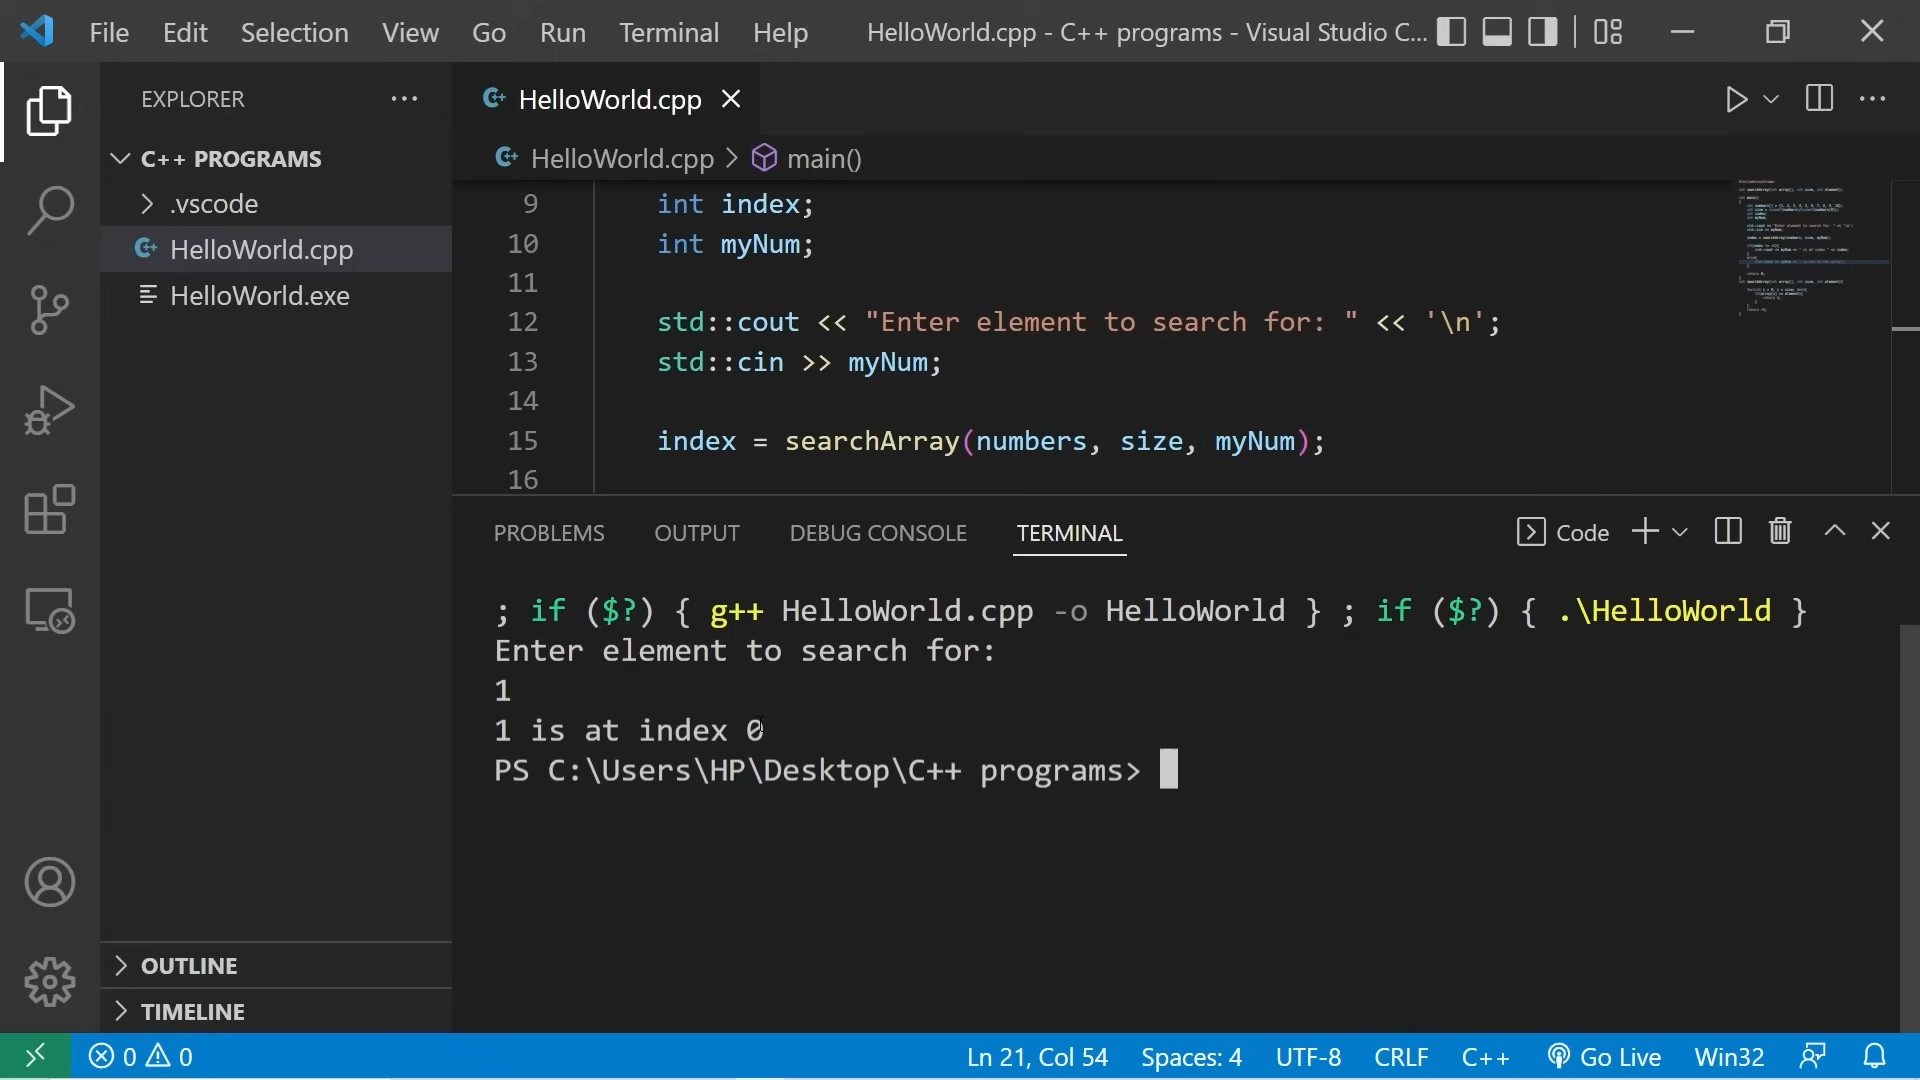 File Edit Selection View Go Run Terminal Help HelloWorld.cpp - C++ programs - Visual Studio C...
EXPLORER
C++ PROGRAMS
.vscode
HelloWorld.cpp
HelloWorld.exe
OUTLINE
TIMELINE
HelloWorld.cpp
HelloWorld.cpp > main()
9 int index;
10 int myNum;
11
12 std::cout << "Enter element to search for: " << '\n';
13 std::cin >> myNum;
14
15 index = searchArray(numbers, size, myNum);
16
PROBLEMS OUTPUT DEBUG CONSOLE TERMINAL Code
; if ($?) { g++ HelloWorld.cpp -o HelloWorld } ; if ($?) { .\HelloWorld }
Enter element to search for:
1
1 is at index 0
PS C:\Users\HP\Desktop\C++ programs>
0 0 Ln 21, Col 54 Spaces: 4 UTF-8 CRLF C++ Go Live Win32